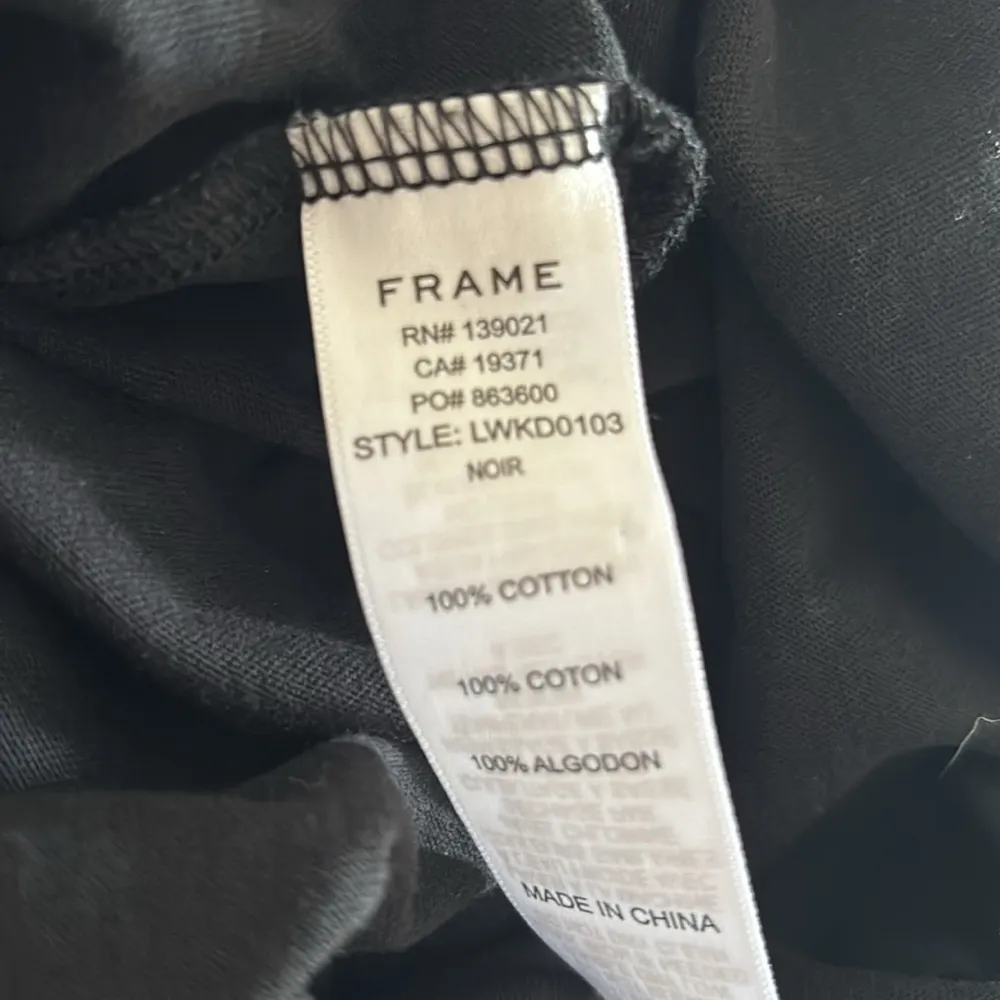 FRAME
RN# 139021
CA# 19371
PO# 863600
STYLE: LWKD0103
NOIR
100% COTTON
100% COTON
100% ALGODON
MADE IN CHINA